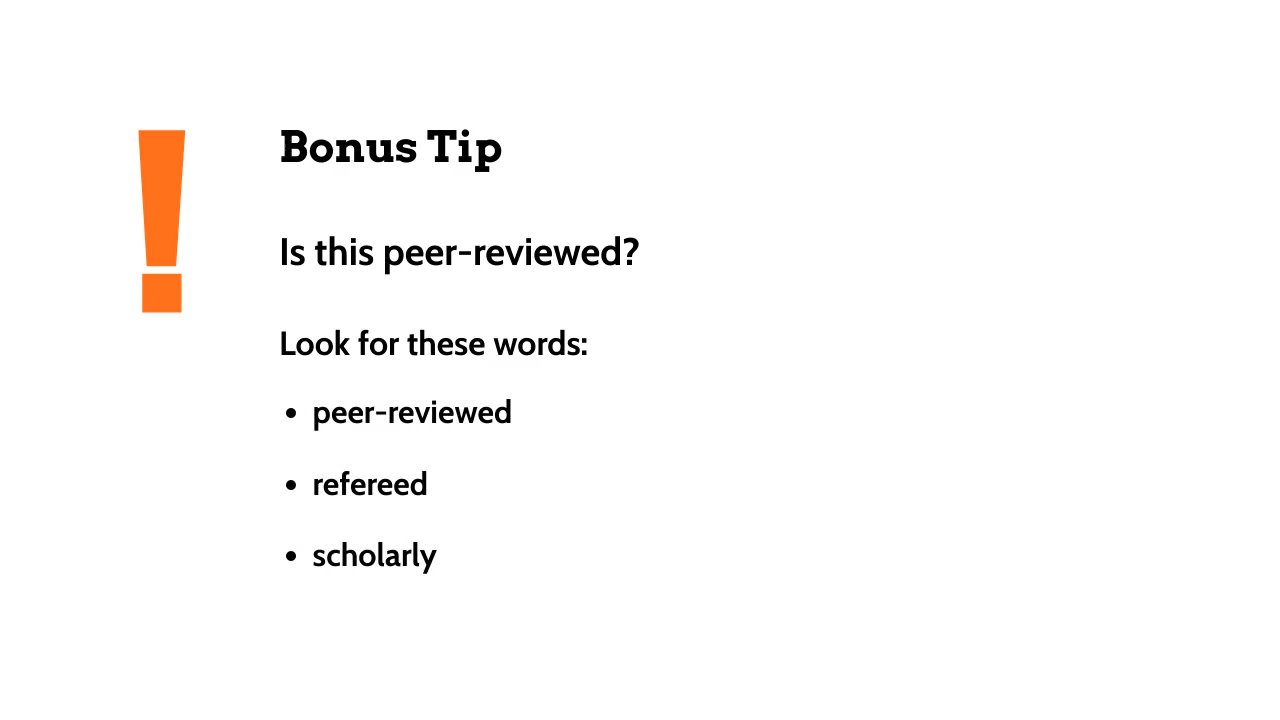 !
Bonus Tip
Is this peer-reviewed?
Look for these words:
• peer-reviewed
• refereed
• scholarly